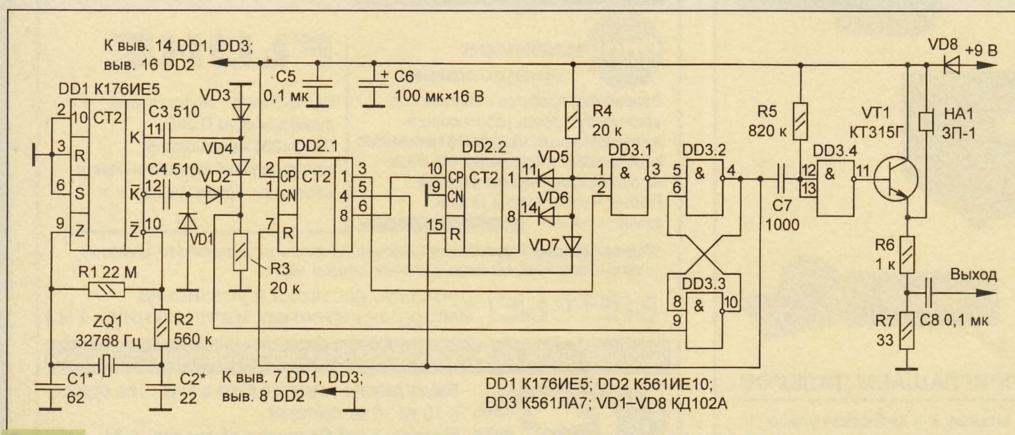 К выв. 14 DD1, DD3;
выв. 16 DD2
VD8 +9 В
DD1 К176ИЕ5
C3 510
C4 510
VD3
VD4
VD2
VD1
C5
0,1 мк
+ C6
100 мк×16 В
R4
20 к
R5
820 к
VT1
КТ315Г
HA1
ЗП-1
2
10
3
6
9
CT2
R
S
Z
K
11
K
12
Z
10
DD2.1
2 CP
1 CN
7 R
CT2
1 3
2 4
4 5
8 6
DD2.2
10 CP
9 CN
15 R
CT2
1 11
8 14
VD5
VD6
VD7
DD3.1
1
2
&
3
DD3.2
5
6
&
4
DD3.3
8
9
&
10
C7
1000
DD3.4
12
13
&
11
R1 22 М
R2
560 к
R3
20 к
ZQ1
32768 Гц
C1*
62
C2*
22
К выв. 7 DD1, DD3;
выв. 8 DD2
R6
1 к
R7
33
Выход
C8 0,1 мк
DD1 К176ИЕ5; DD2 К561ИЕ10;
DD3 К561ЛА7; VD1–VD8 КД102А